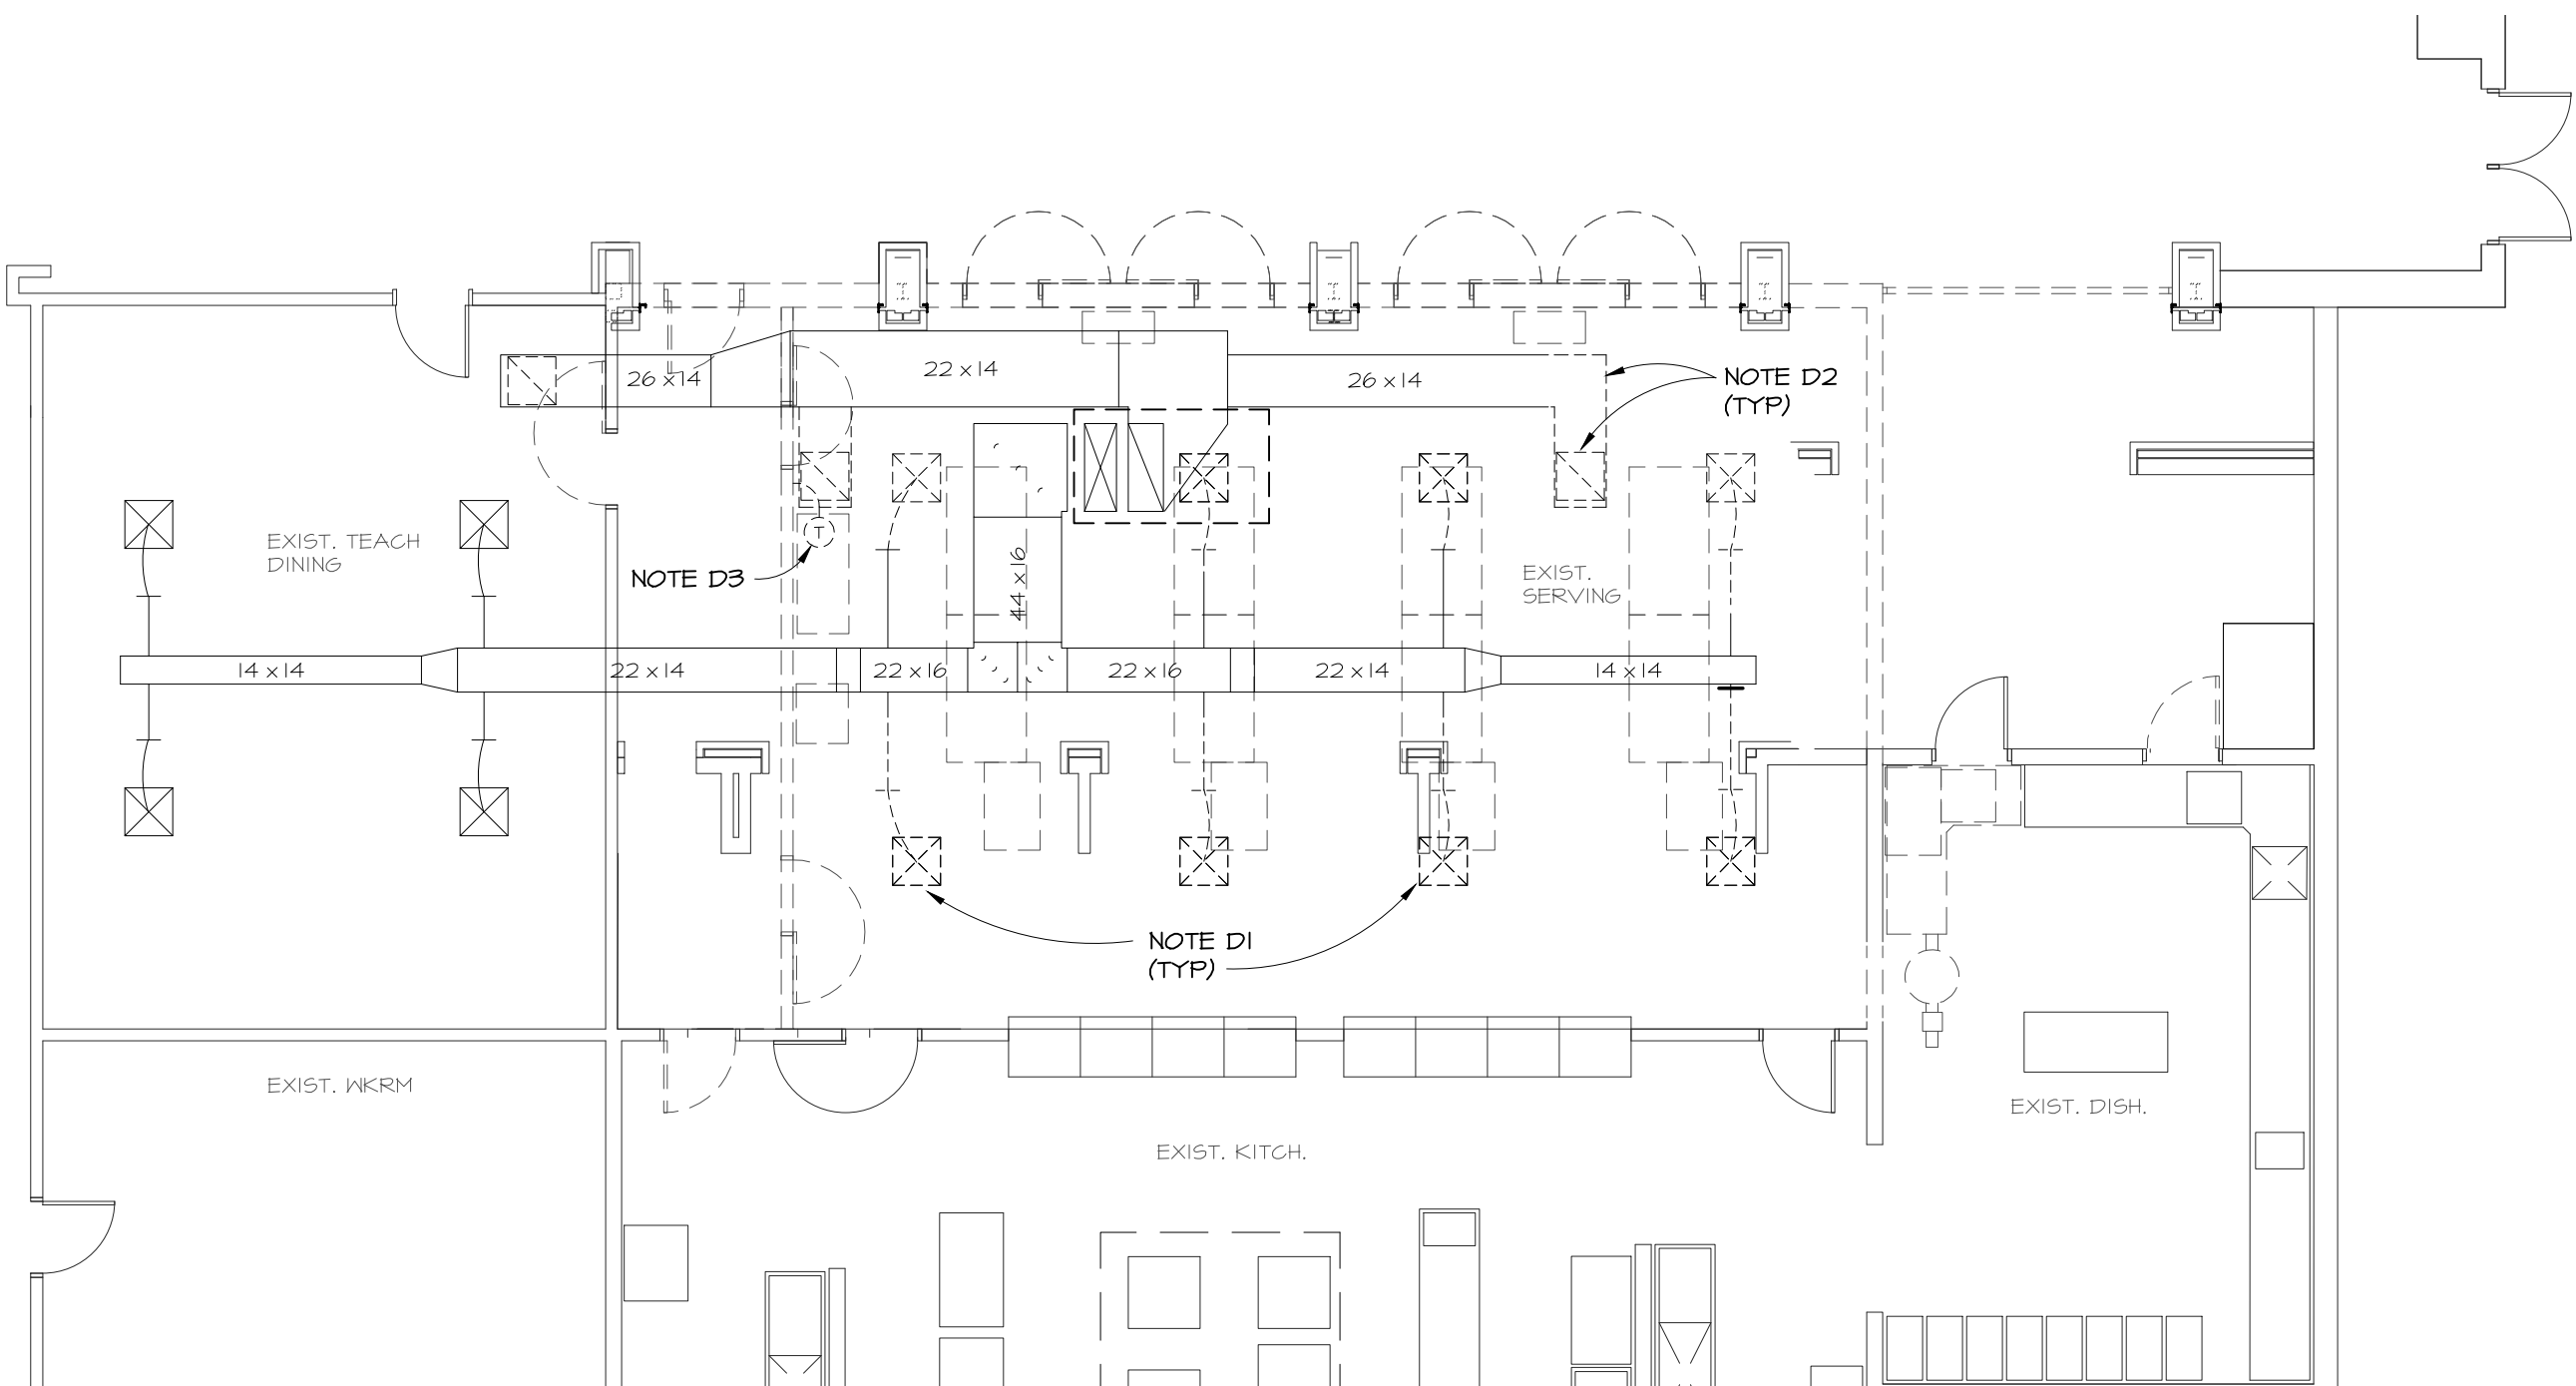 26 x 14
22 x 14
26 x 14
NOTE D2
(TYP)
EXIST. TEACH
DINING
T
NOTE D3
44 x 16
EXIST.
SERVING
14 x 14
22 x 14
22 x 16
22 x 16
22 x 14
14 x 14
NOTE D1
(TYP)
EXIST. WKRM
EXIST. DISH.
EXIST. KITCH.